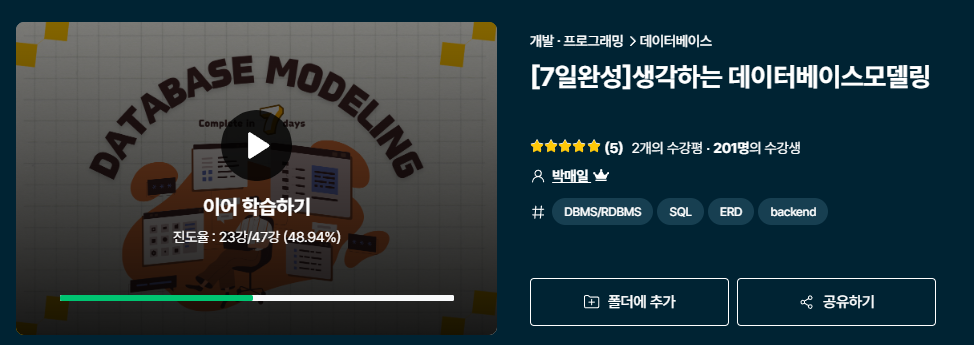 DATABASE MODELING
Complete in 7 days
이어 학습하기
진도율 : 23강/47강 (48.94%)
개발 · 프로그래밍 > 데이터베이스
[7일완성]생각하는 데이터베이스모델링
(5) 2개의 수강평 · 201명의 수강생
박매일
# DBMS/RDBMS SQL ERD backend
폴더에 추가
공유하기